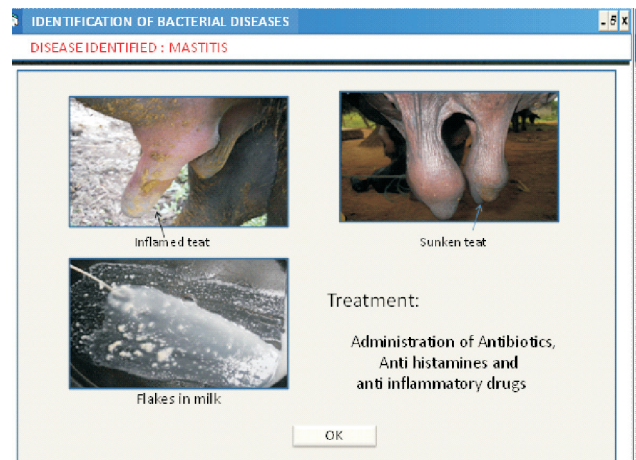 IDENTIFICATION OF BACTERIAL DISEASES
DISEASE IDENTIFIED : MASTITIS
Inflamed teat
Sunken teat
Flakes in milk
Treatment:
Administration of Antibiotics,
Anti histamines and
anti inflammatory drugs
OK